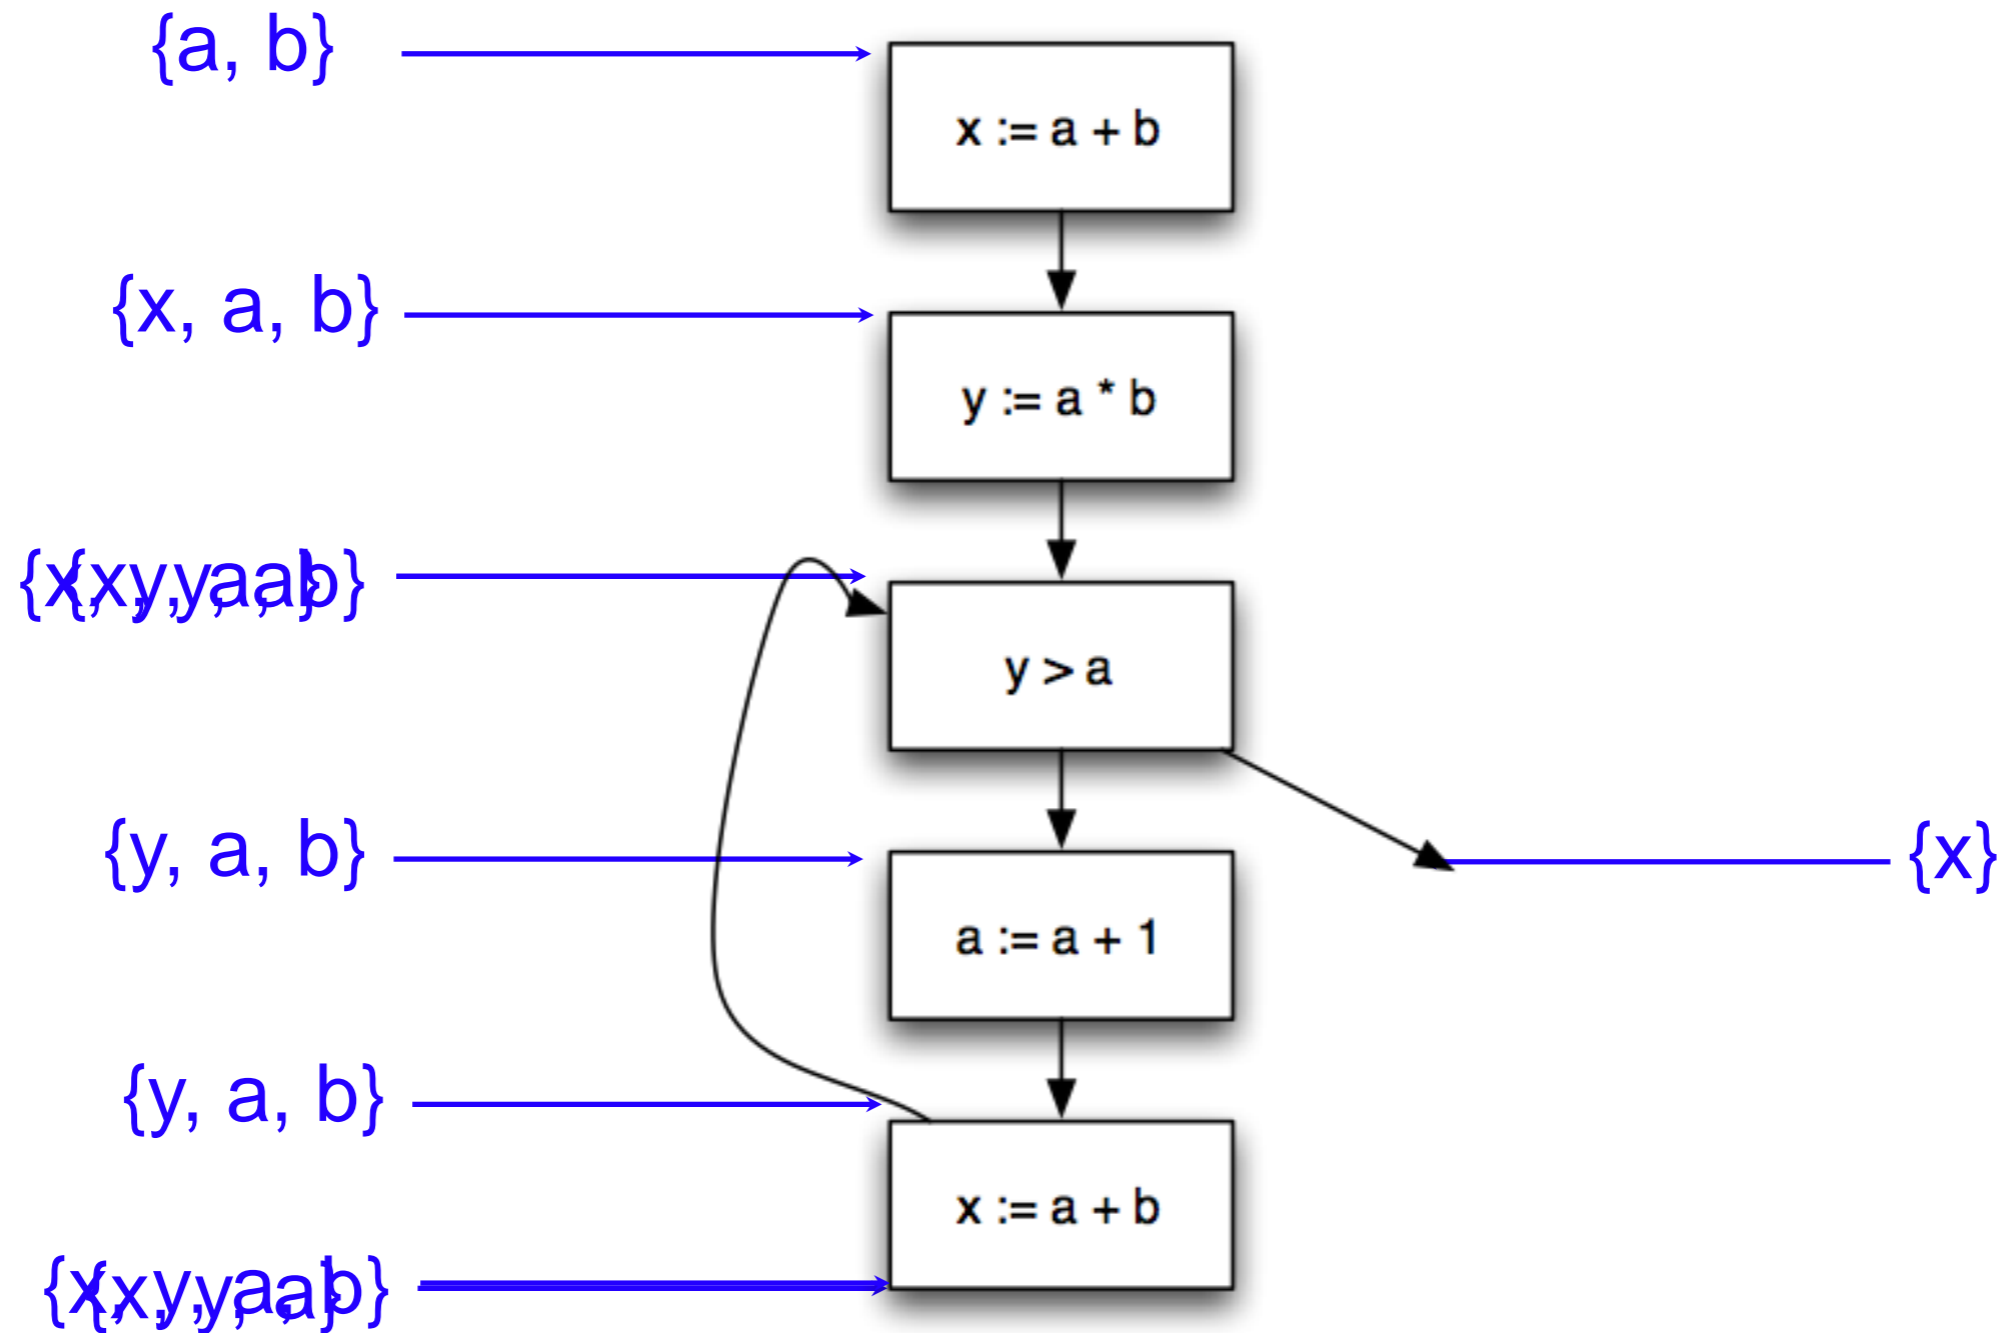 {a, b}
x := a + b
{x, a, b}
y := a * b
{x, y, a}
{x, y, a, b}
y > a
{y, a, b}
{x}
a := a + 1
{y, a, b}
x := a + b
{x, y, a, b}
{x, y, a}